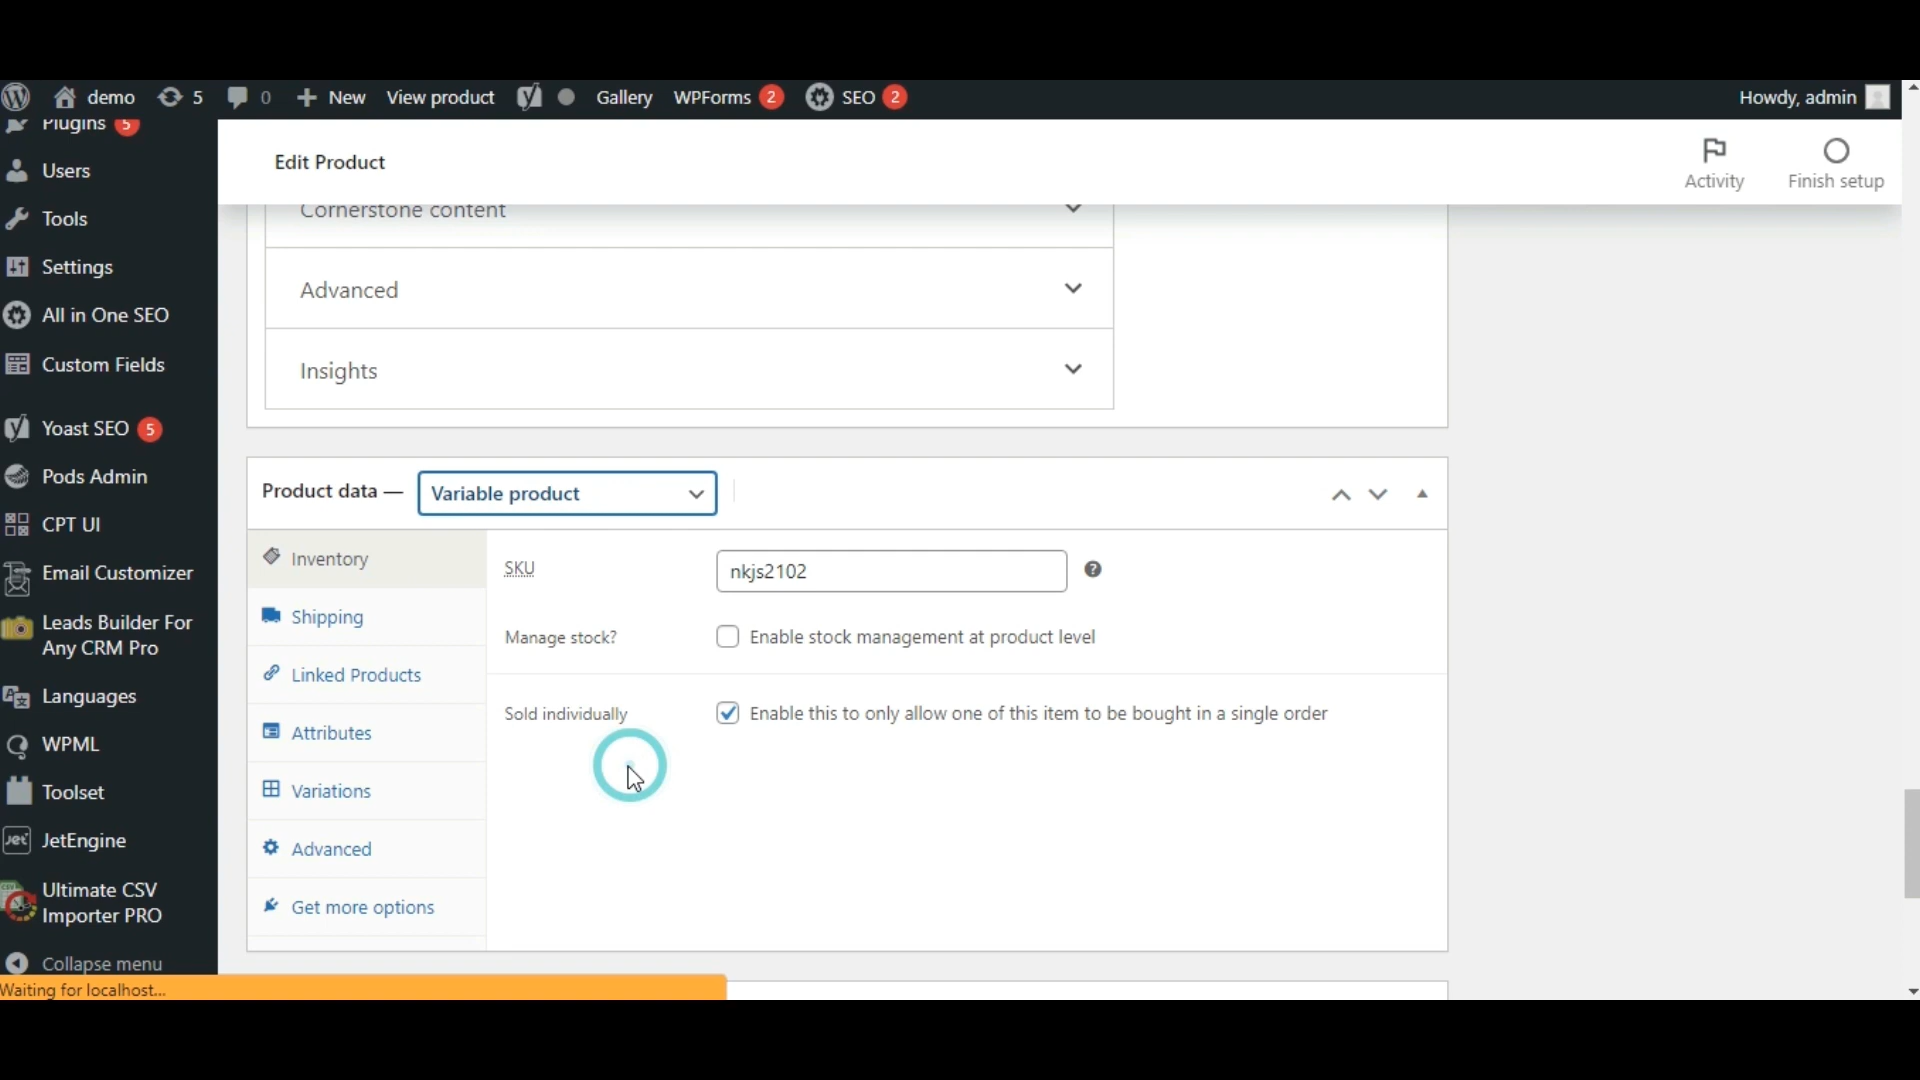 demo 5 0 New View product Gallery WPForms 2 SEO 2 Howdy, admin
Plugins 5
Users
Tools
Settings
All in One SEO
Custom Fields
Yoast SEO 5
Pods Admin
CPT UI
Email Customizer
Leads Builder For
Any CRM Pro
Languages
WPML
Toolset
Jet JetEngine
CSV Ultimate CSV
Importer PRO
Collapse menu
Waiting for localhost...
Edit Product
Activity
Finish setup
Cornerstone content
Advanced
Insights
Product data — Variable product
Inventory
Shipping
Linked Products
Attributes
Variations
Advanced
Get more options
SKU nkjs2102
Manage stock? Enable stock management at product level
Sold individually Enable this to only allow one of this item to be bought in a single order